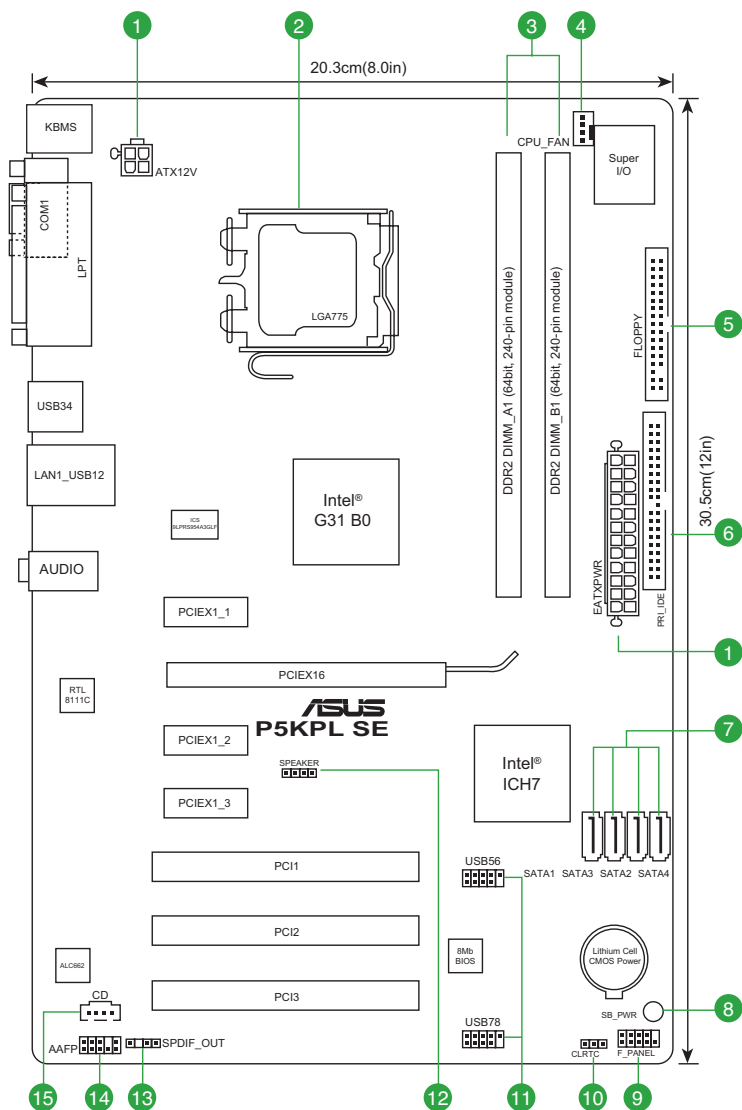 1
2
3
4
20.3cm(8.0in)
KBMS
ATX12V
CPU_FAN
Super
I/O
COM1
LPT
LGA775
DDR2 DIMM_A1 (64bit, 240-pin module)
DDR2 DIMM_B1 (64bit, 240-pin module)
FLOPPY
5
USB34
LAN1_USB12
30.5cm(12in)
Intel®
G31 B0
ICS
9LPRS954A3GLF
6
AUDIO
EATXPWR
PRI_IDE
PCIEX1_1
1
PCIEX16
RTL
8111C
ASUS
P5KPL SE
7
PCIEX1_2
Intel®
ICH7
SPEAKER
PCIEX1_3
PCI1
USB56
SATA1
SATA3
SATA2
SATA4
PCI2
8Mb
BIOS
Lithium Cell
CMOS Power
ALC662
CD
PCI3
SB_PWR
8
AAFP
SPDIF_OUT
USB78
CLRTC
F_PANEL
15
14
13
12
11
10
9